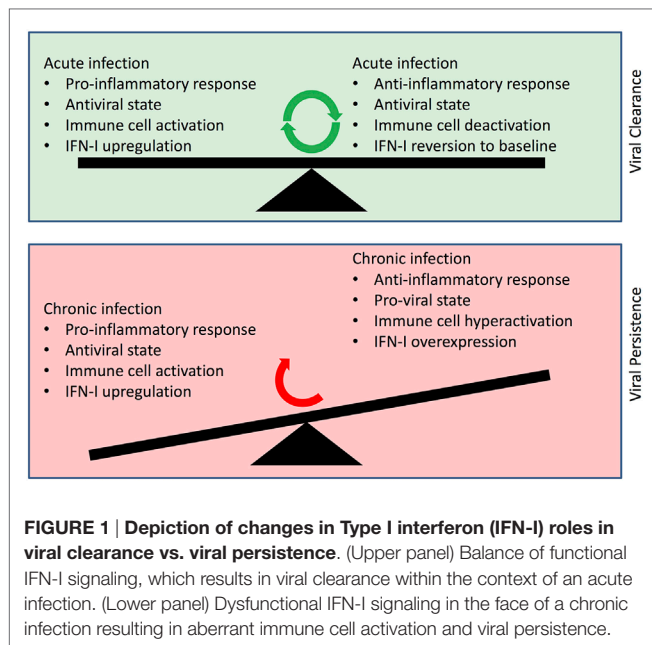 Acute infection
• Pro-inflammatory response
• Antiviral state
• Immune cell activation
• IFN-I upregulation
Acute infection
• Anti-inflammatory response
• Antiviral state
• Immune cell deactivation
• IFN-I reversion to baseline
Viral Clearance
Chronic infection
• Pro-inflammatory response
• Antiviral state
• Immune cell activation
• IFN-I upregulation
Chronic infection
• Anti-inflammatory response
• Pro-viral state
• Immune cell hyperactivation
• IFN-I overexpression
Viral Persistence
FIGURE 1 | Depiction of changes in Type I interferon (IFN-I) roles in
viral clearance vs. viral persistence. (Upper panel) Balance of functional
IFN-I signaling, which results in viral clearance within the context of an acute
infection. (Lower panel) Dysfunctional IFN-I signaling in the face of a chronic
infection resulting in aberrant immune cell activation and viral persistence.